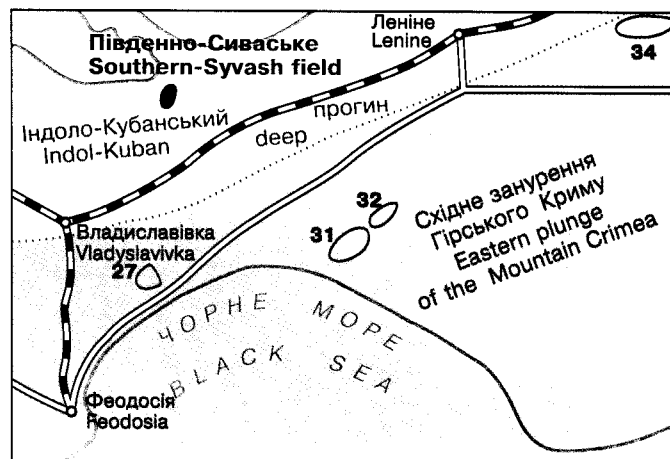 Леніне
Lenine
34
Південно-Сиваське
Southern-Syvash field
Індоло-Кубанський прогин
Indol-Kuban deep
32
31
Східне занурення
Гірського Криму
Eastern plunge
of the Mountain Crimea
Владиславівка
Vladyslavivka
27
ЧОРНЕ МОРЕ
BLACK SEA
Феодосія
Feodosia